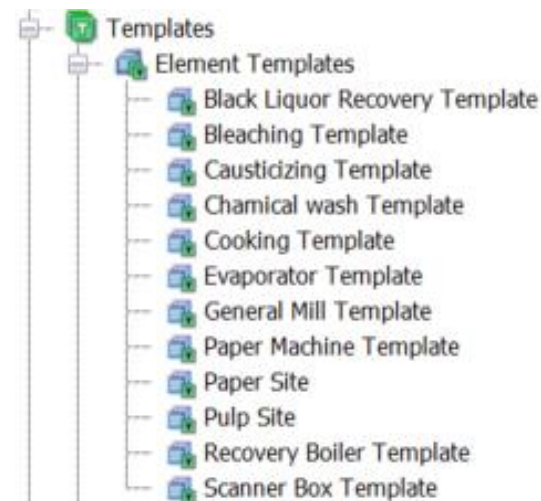 Templates
Element Templates
Black Liquor Recovery Template
Bleaching Template
Causticizing Template
Chamical wash Template
Cooking Template
Evaporator Template
General Mill Template
Paper Machine Template
Paper Site
Pulp Site
Recovery Boiler Template
Scanner Box Template